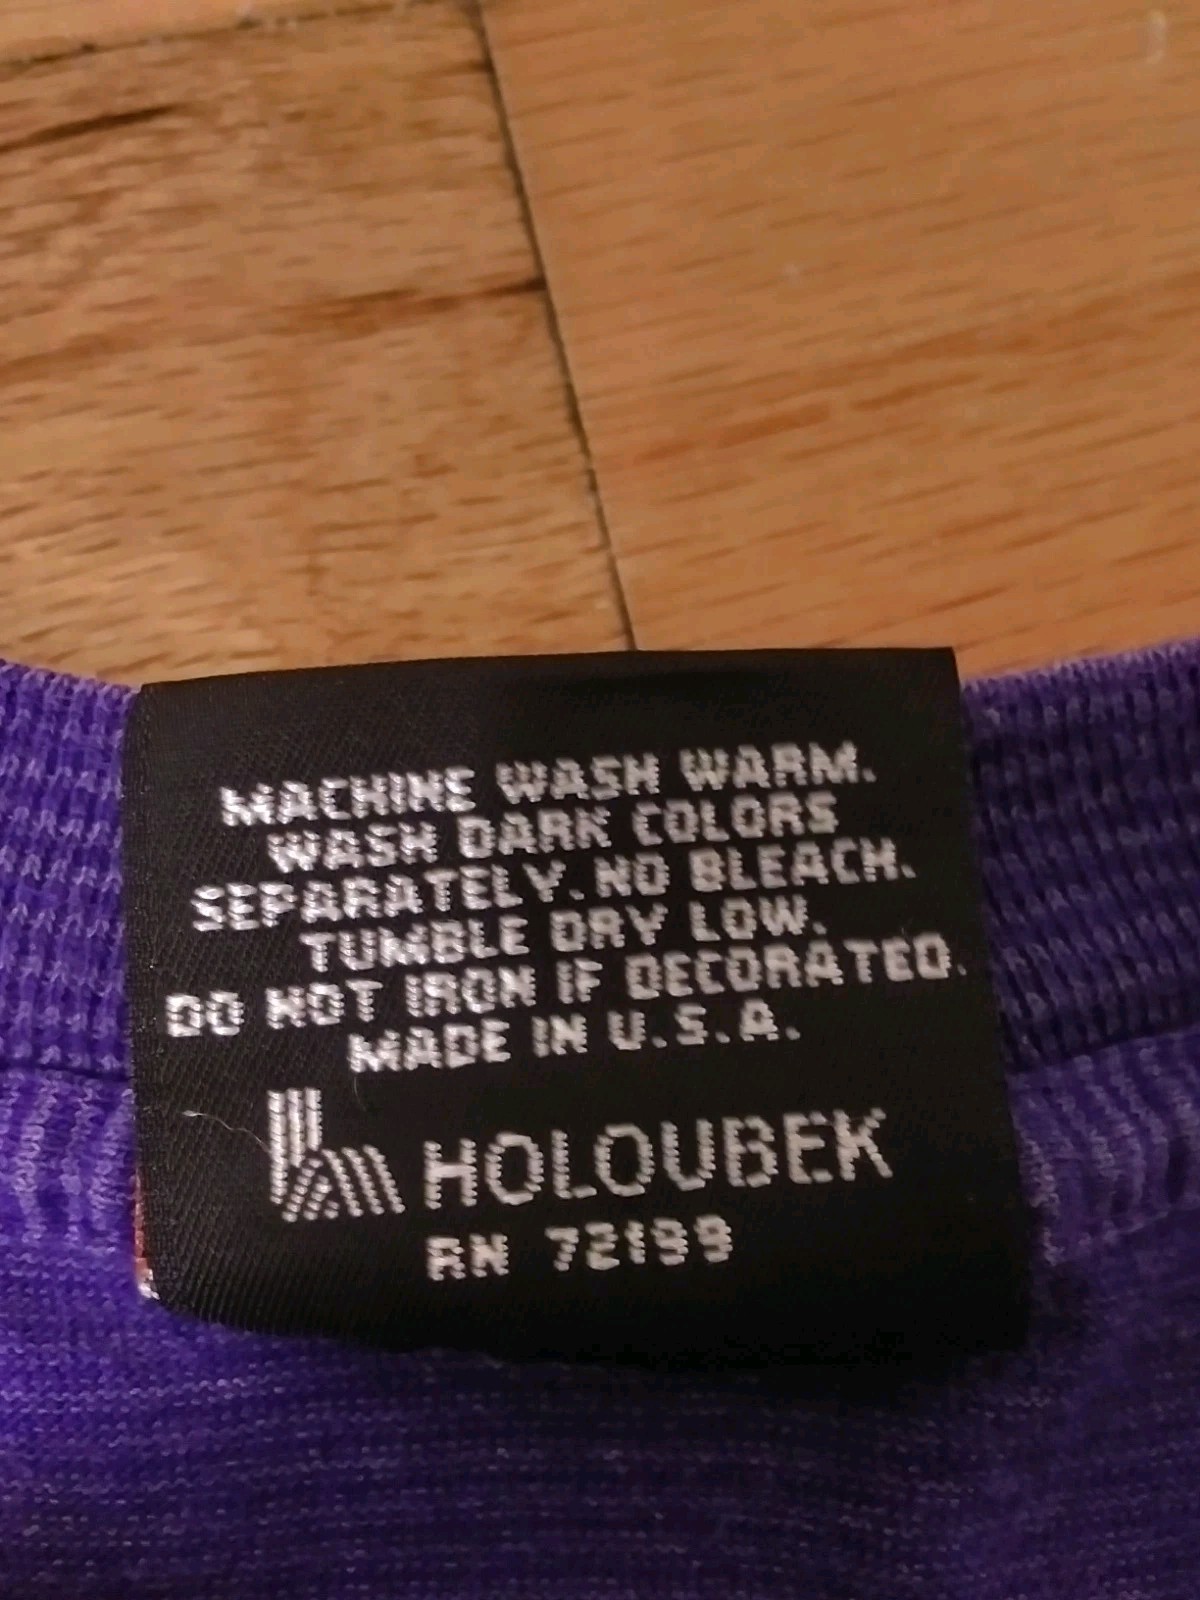 MACHINE WASH WARM.
WASH DARK COLORS
SEPARATELY. NO BLEACH.
TUMBLE DRY LOW.
DO NOT IRON IF DECORATED.
MADE IN U.S.A.
HOLOUBEK
RN 72199